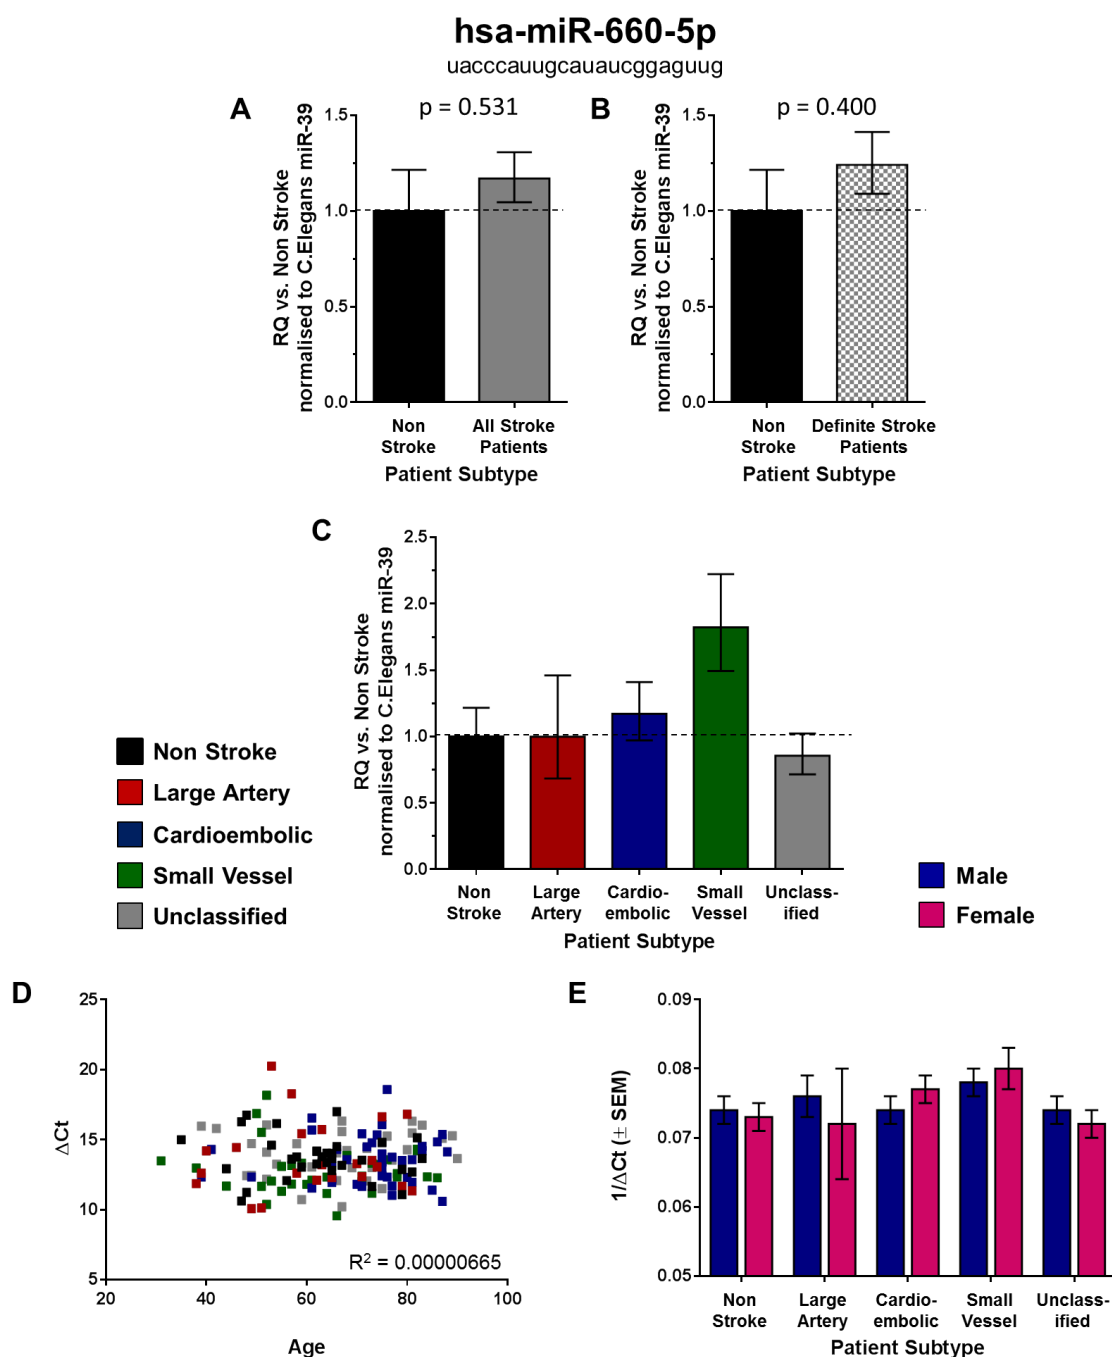 hsa-miR-660-5p
uacccauugcauaucggaguug
A
p = 0.531
RQ vs. Non Stroke
normalised to C.Elegans miR-39
1.5
1.0
0.5
0.0
Non
Stroke
All Stroke
Patients
Patient Subtype
B
p = 0.400
RQ vs. Non Stroke
normalised to C.Elegans miR-39
1.5
1.0
0.5
0.0
Non
Stroke
Definite Stroke
Patients
Patient Subtype
C
RQ vs. Non Stroke
normalised to C.Elegans miR-39
2.5
2.0
1.5
1.0
0.5
0.0
Non
Stroke
Large
Artery
Cardio-
embolic
Small
Vessel
Unclass-
ified
Patient Subtype
Non Stroke
Large Artery
Cardioembolic
Small Vessel
Unclassified
Male
Female
D
ΔCt
25
20
15
10
5
R² = 0.00000665
20
40
60
80
100
Age
E
1/ΔCt (± SEM)
0.09
0.08
0.07
0.06
0.05
Non
Stroke
Large
Artery
Cardio-
embolic
Small
Vessel
Unclass-
ified
Patient Subtype